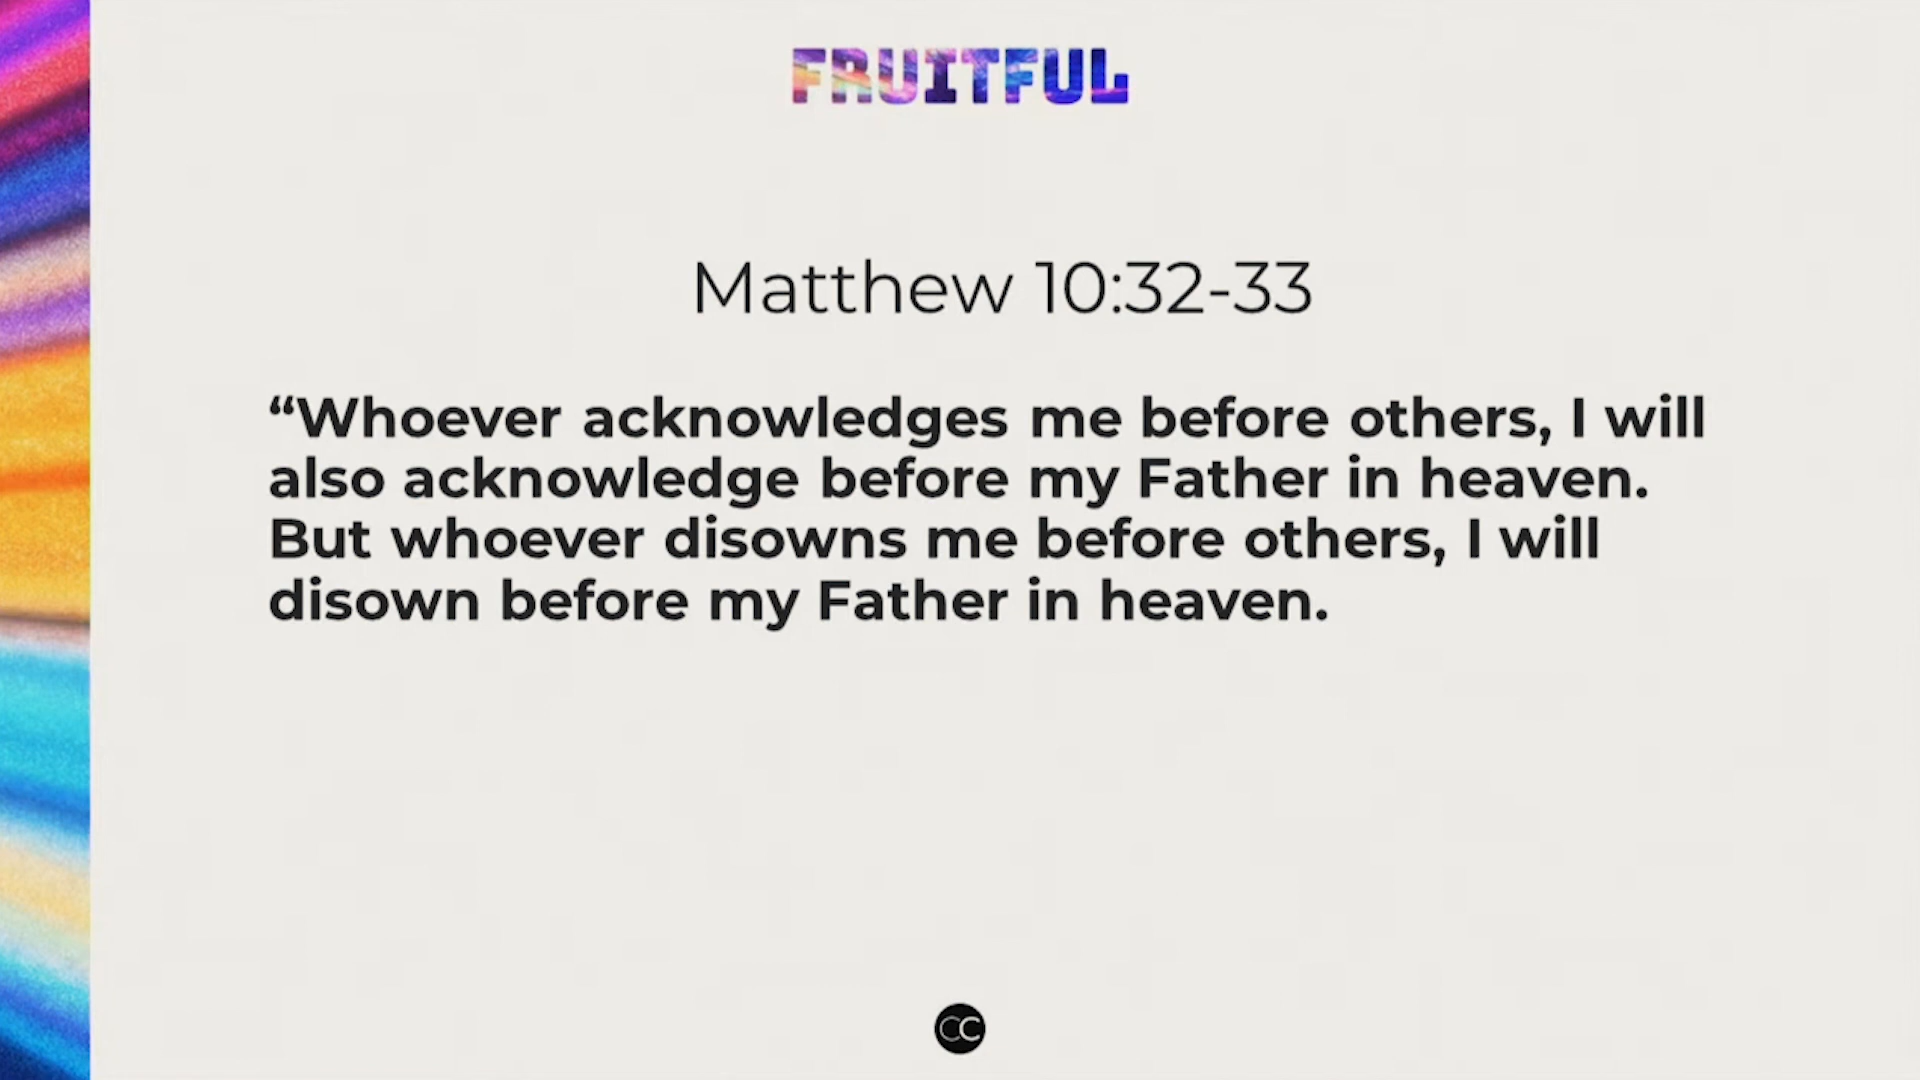 FRUITFUL
Matthew 10:32-33
“Whoever acknowledges me before others, I will
also acknowledge before my Father in heaven.
But whoever disowns me before others, I will
disown before my Father in heaven.
CC